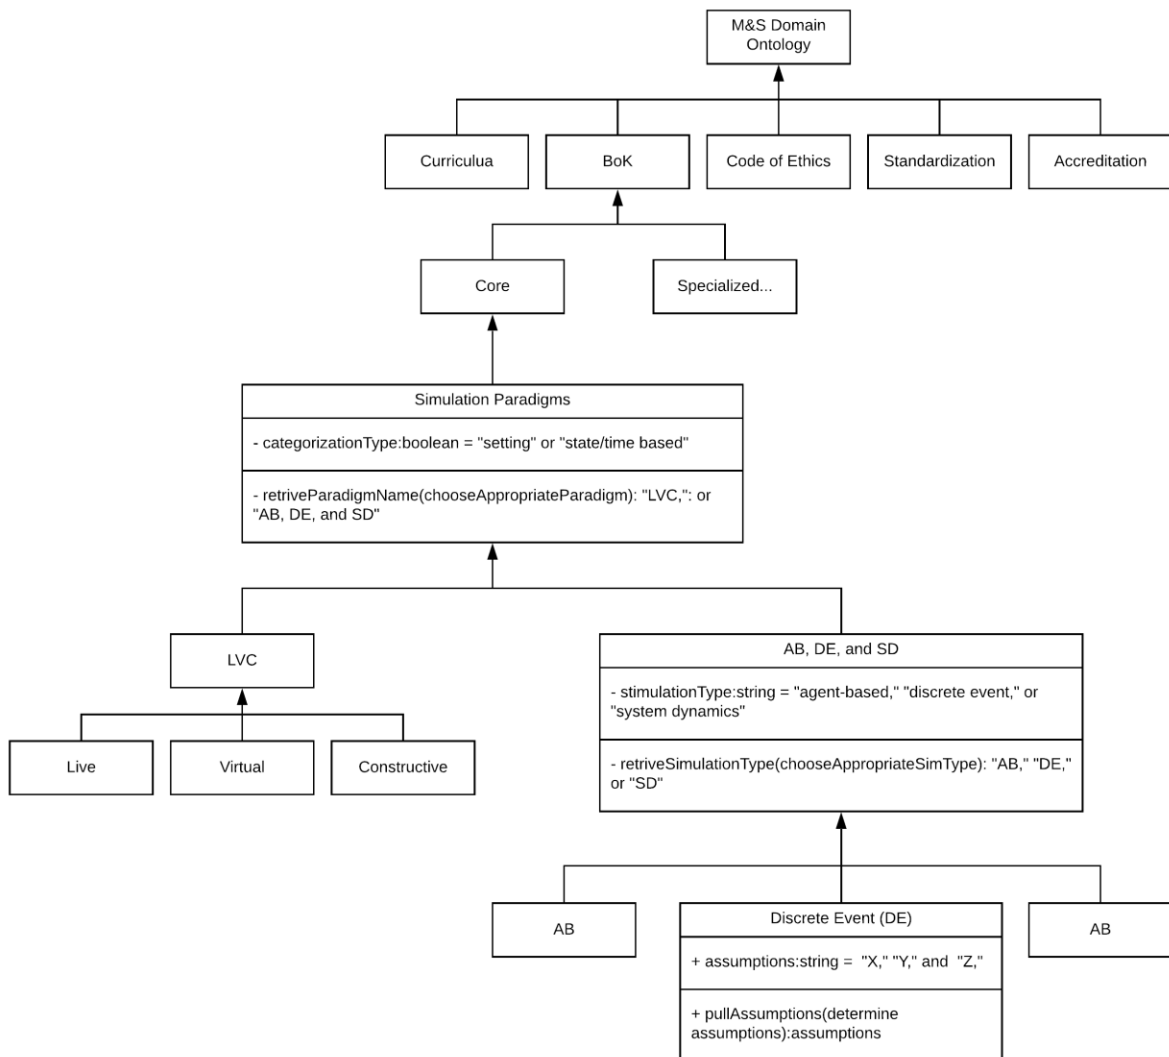 M&S Domain
Ontology
Curriculua
BoK
Code of Ethics
Standardization
Accreditation
Core
Specialized...
Simulation Paradigms
- categorizationType:boolean = "setting" or "state/time based"
- retriveParadigmName(chooseAppropriateParadigm): "LVC,": or
"AB, DE, and SD"
LVC
AB, DE, and SD
- stimulationType:string = "agent-based," "discrete event," or
"system dynamics"
- retriveSimulationType(chooseAppropriateSimType): "AB," "DE,"
or "SD"
Live
Virtual
Constructive
AB
Discrete Event (DE)
AB
+ assumptions:string =  "X," "Y," and  "Z,"
+ pullAssumptions(determine
assumptions):assumptions